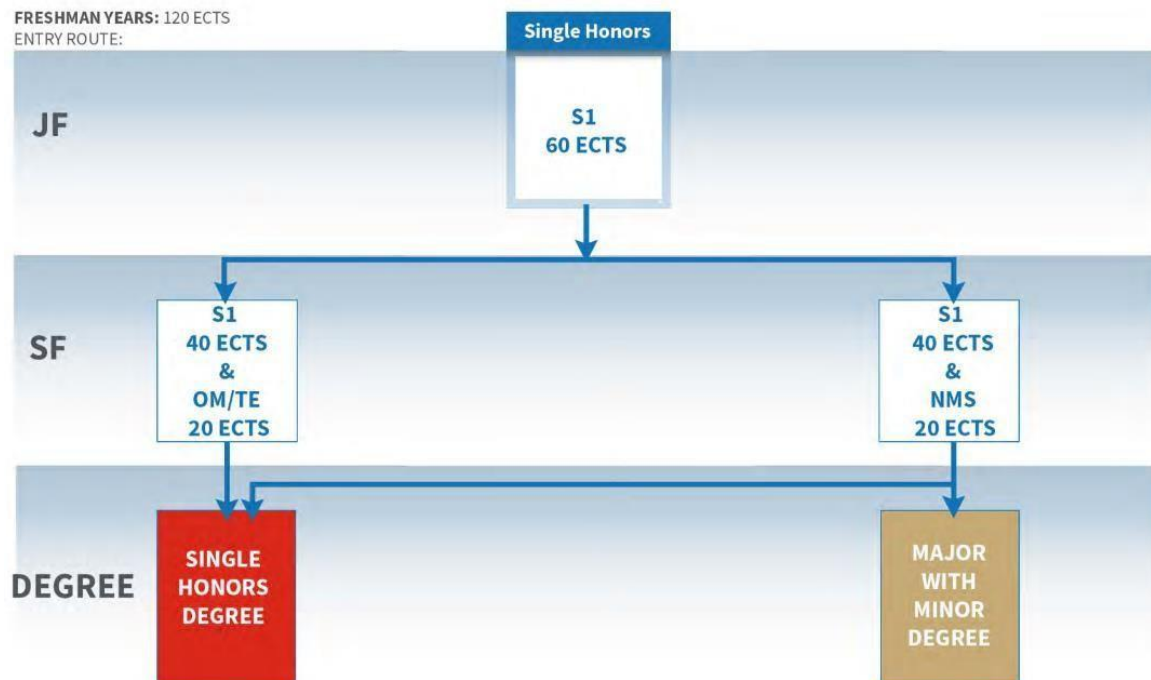 FRESHMAN YEARS: 120 ECTS
ENTRY ROUTE:
Single Honors
JF
S1
60 ECTS
SF
S1
40 ECTS
&
OM/TE
20 ECTS
S1
40 ECTS
&
NMS
20 ECTS
DEGREE
SINGLE
HONORS
DEGREE
MAJOR
WITH
MINOR
DEGREE